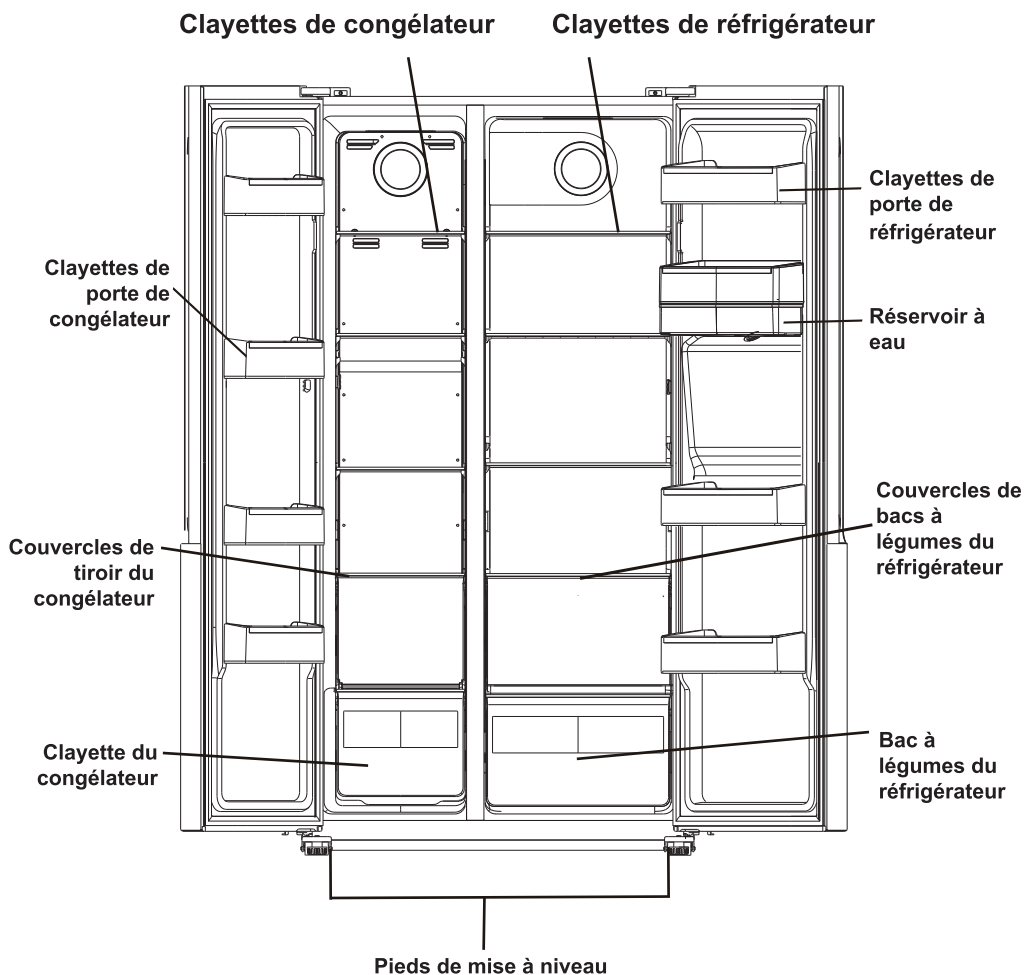 Clayettes de congélateur
Clayettes de réfrigérateur
Clayettes de
porte de
réfrigérateur
Clayettes de
porte de
congélateur
Réservoir à
eau
Couvercles de
bacs à
légumes du
réfrigérateur
Couvercles de
tiroir du
congélateur
Clayette du
congélateur
Bac à
légumes du
réfrigérateur
Pieds de mise à niveau